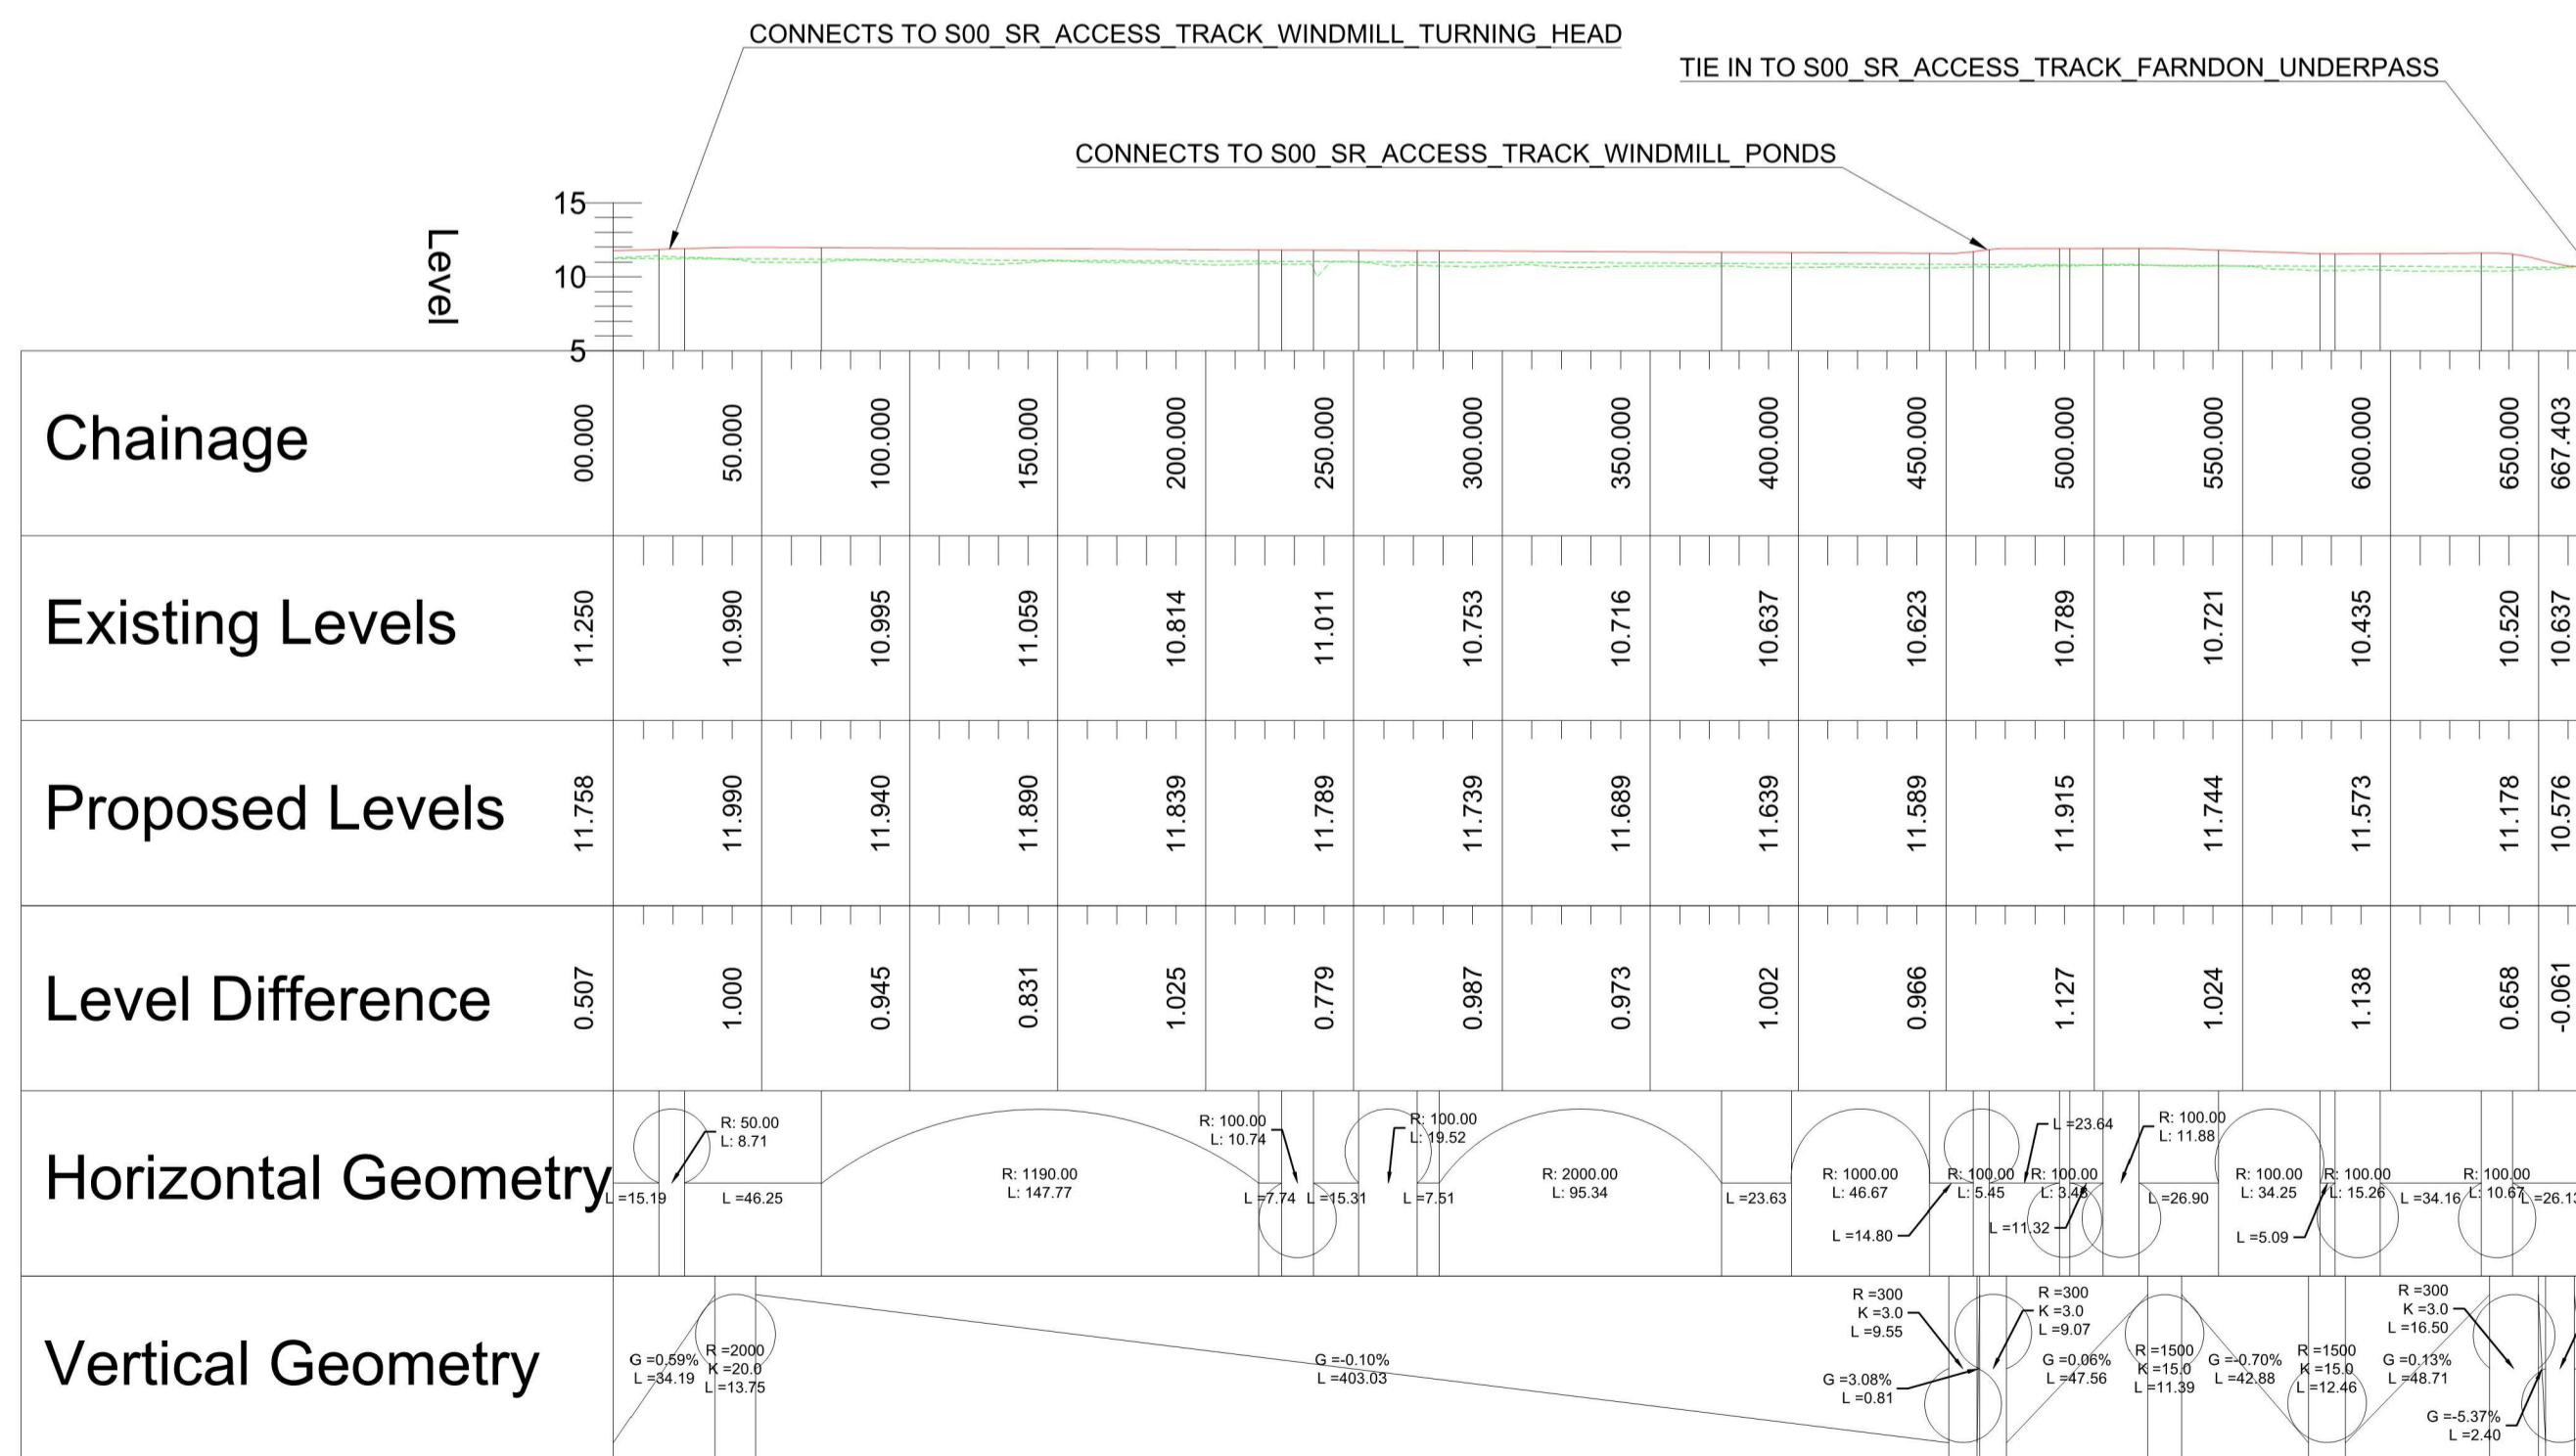 CONNECTS TO S00_SR_ACCESS_TRACK_WINDMILL_TURNING_HEAD
TIE IN TO S00_SR_ACCESS_TRACK_FARNDON_UNDERPASS
CONNECTS TO S00_SR_ACCESS_TRACK_WINDMILL_PONDS
Level
15
10
5
Chainage 00.000 50.000 100.000 150.000 200.000 250.000 300.000 350.000 400.000 450.000 500.000 550.000 600.000 650.000 667.403
Existing Levels 11.250 10.990 10.995 11.059 10.814 11.011 10.753 10.716 10.637 10.623 10.789 10.721 10.435 10.520 10.637
Proposed Levels 11.758 11.990 11.940 11.890 11.839 11.789 11.739 11.689 11.639 11.589 11.915 11.744 11.573 11.178 10.576
Level Difference 0.507 1.000 0.945 0.831 1.025 0.779 0.987 0.973 1.002 0.966 1.127 1.024 1.138 0.658 -0.061
Horizontal Geometry
L =15.19
R: 50.00
L: 8.71
L =46.25
R: 1190.00
L: 147.77
L =7.74
R: 100.00
L: 10.74
L =15.31
R: 100.00
L: 19.52
L =7.51
R: 2000.00
L: 95.34
L =23.63
R: 1000.00
L: 46.67
L =14.80
R: 100.00
L: 5.45
L =23.64
R: 100.00
L =11.32
R: 100.00
L: 11.88
L =26.90
R: 100.00
L: 34.25
L =5.09
R: 100.00
L: 15.26
L =34.16
R: 100.00
L: 10.67
Vertical Geometry
G =0.59%
L =34.19
R =2000
K =20.0
L =13.75
G =-0.10%
L =403.03
R =300
K =3.0
L =9.55
G =3.08%
L =0.81
R =300
K =3.0
L =9.07
G =0.06%
L =47.56
R =1500
K =15.0
L =11.39
G =-0.70%
L =42.88
R =1500
K =15.0
L =12.46
G =0.13%
L =48.71
R =300
K =3.0
L =16.50
G =-5.37%
L =2.40